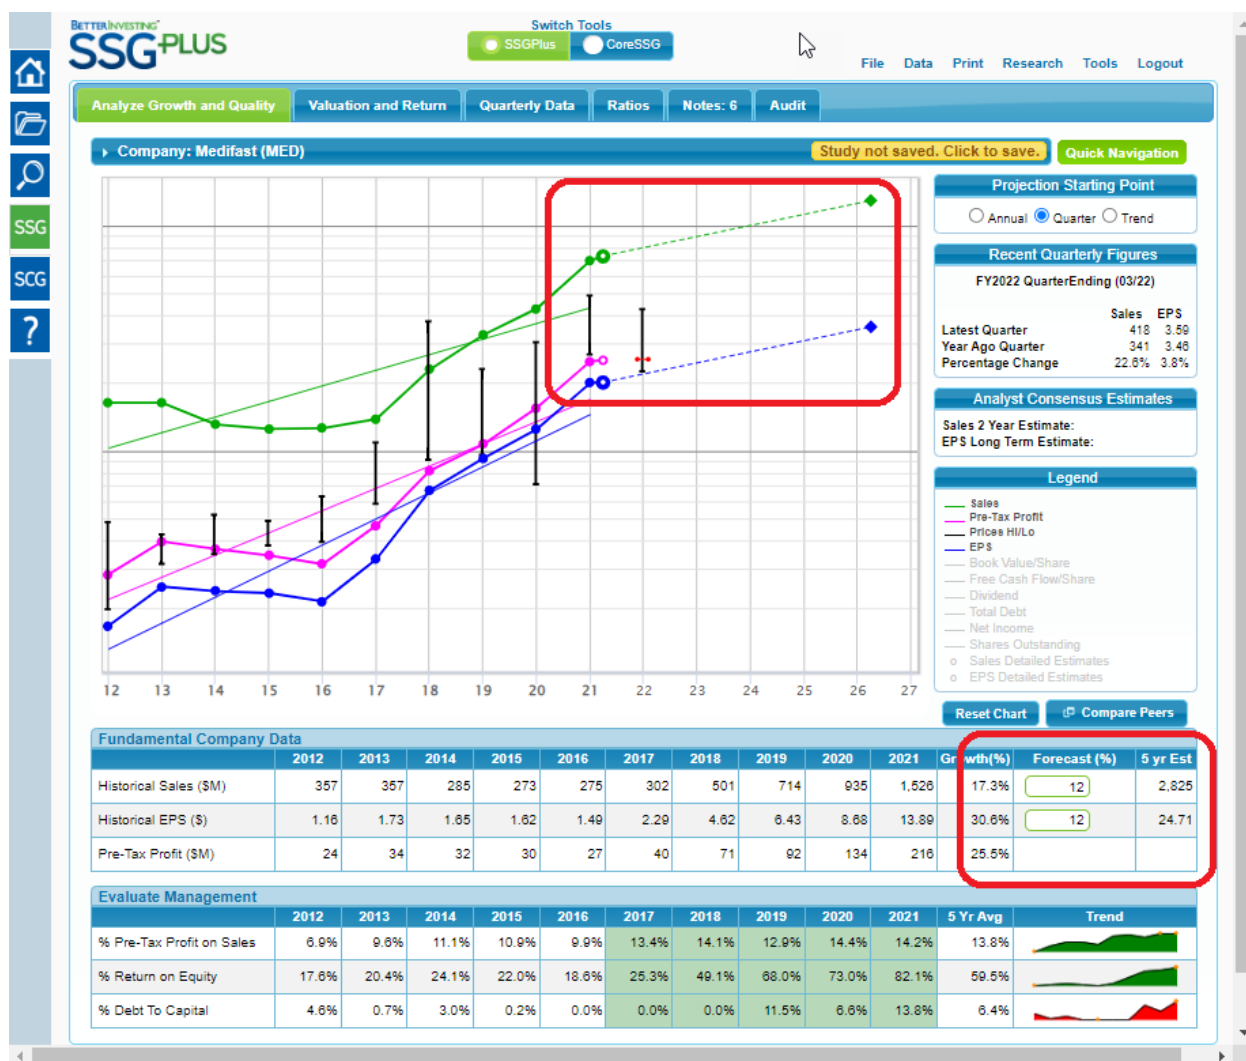 BETTERINVESTING™
SSGPLUS
Switch Tools
SSGPlus CoreSSG
File Data Print Research Tools Logout
Analyze Growth and Quality Valuation and Return Quarterly Data Ratios Notes: 6 Audit
Company: Medifast (MED) Study not saved. Click to save. Quick Navigation
SSG
SCG
?
Projection Starting Point
Annual Quarter Trend
Recent Quarterly Figures
FY2022 QuarterEnding (03/22)
Sales EPS
Latest Quarter 418 3.59
Year Ago Quarter 341 3.46
Percentage Change 22.6% 3.8%
Analyst Consensus Estimates
Sales 2 Year Estimate:
EPS Long Term Estimate:
Legend
Sales
Pre-Tax Profit
Prices Hi/Lo
EPS
Book Value/Share
Free Cash Flow/Share
Dividend
Total Debt
Net Income
Shares Outstanding
Sales Detailed Estimates
EPS Detailed Estimates
12 13 14 15 16 17 18 19 20 21 22 23 24 25 26 27
Reset Chart Compare Peers
Fundamental Company Data
2012 2013 2014 2015 2016 2017 2018 2019 2020 2021 Growth(%) Forecast (%) 5 yr Est
Historical Sales ($M) 357 357 285 273 275 302 501 714 935 1,526 17.3% 12 2,825
Historical EPS ($) 1.16 1.73 1.65 1.62 1.49 2.29 4.62 6.43 8.68 13.89 30.6% 12 24.71
Pre-Tax Profit ($M) 24 34 32 30 27 40 71 92 134 216 25.5%
Evaluate Management
2012 2013 2014 2015 2016 2017 2018 2019 2020 2021 5 Yr Avg Trend
% Pre-Tax Profit on Sales 6.9% 9.6% 11.1% 10.9% 9.9% 13.4% 14.1% 12.9% 14.4% 14.2% 13.8%
% Return on Equity 17.6% 20.4% 24.1% 22.0% 18.6% 25.3% 49.1% 68.0% 73.0% 82.1% 59.5%
% Debt To Capital 4.6% 0.7% 3.0% 0.2% 0.0% 0.0% 0.0% 11.5% 6.6% 13.8% 6.4%